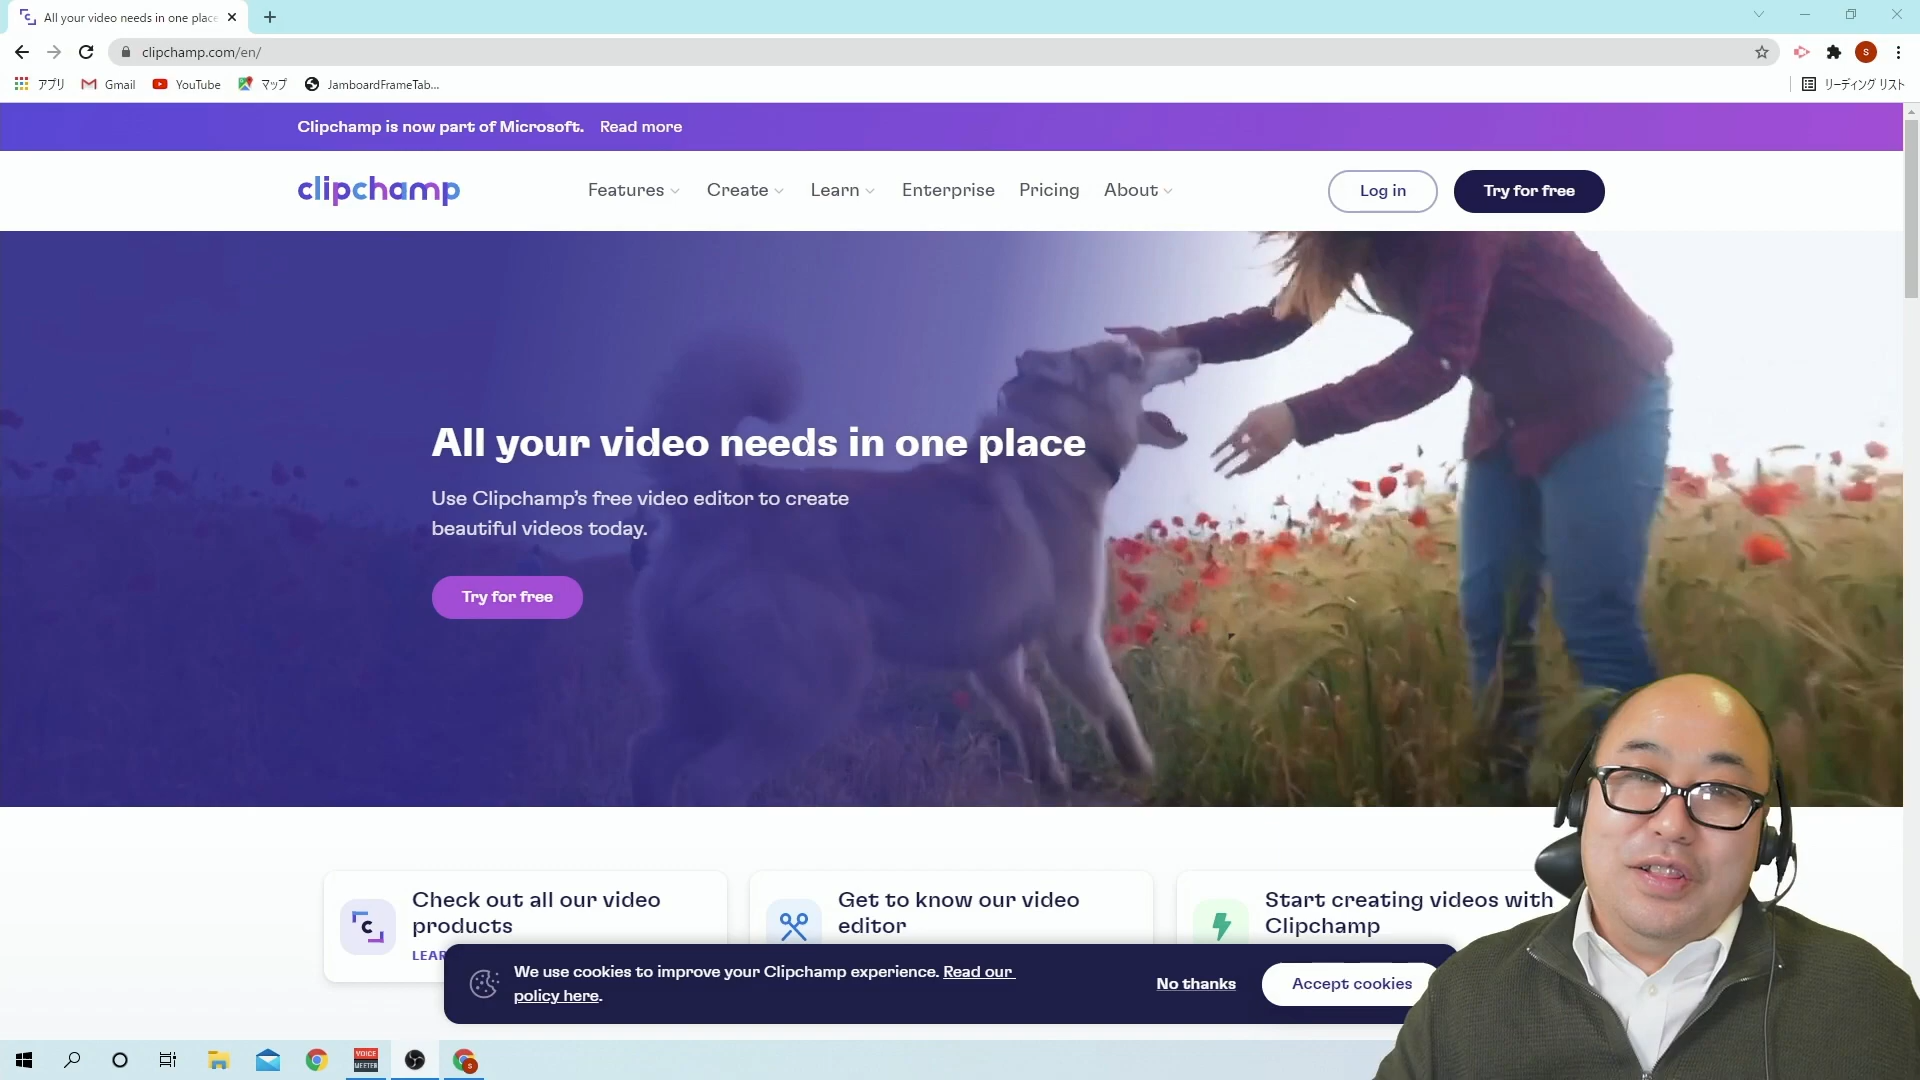 All your video needs in one place
clipchamp.com/en/
S
アプリ Gmail YouTube マップ JamboardFrameTab... リーディング リスト
Clipchamp is now part of Microsoft. Read more
clipchamp Features Create Learn Enterprise Pricing About Log in Try for free
All your video needs in one place
Use Clipchamp's free video editor to create
beautiful videos today.
Try for free
Check out all our video
products
LEAR
Get to know our video
editor
Start creating videos with
Clipchamp
We use cookies to improve your Clipchamp experience. Read our
policy here.
No thanks
Accept cookies
VOICE
MEETER
S